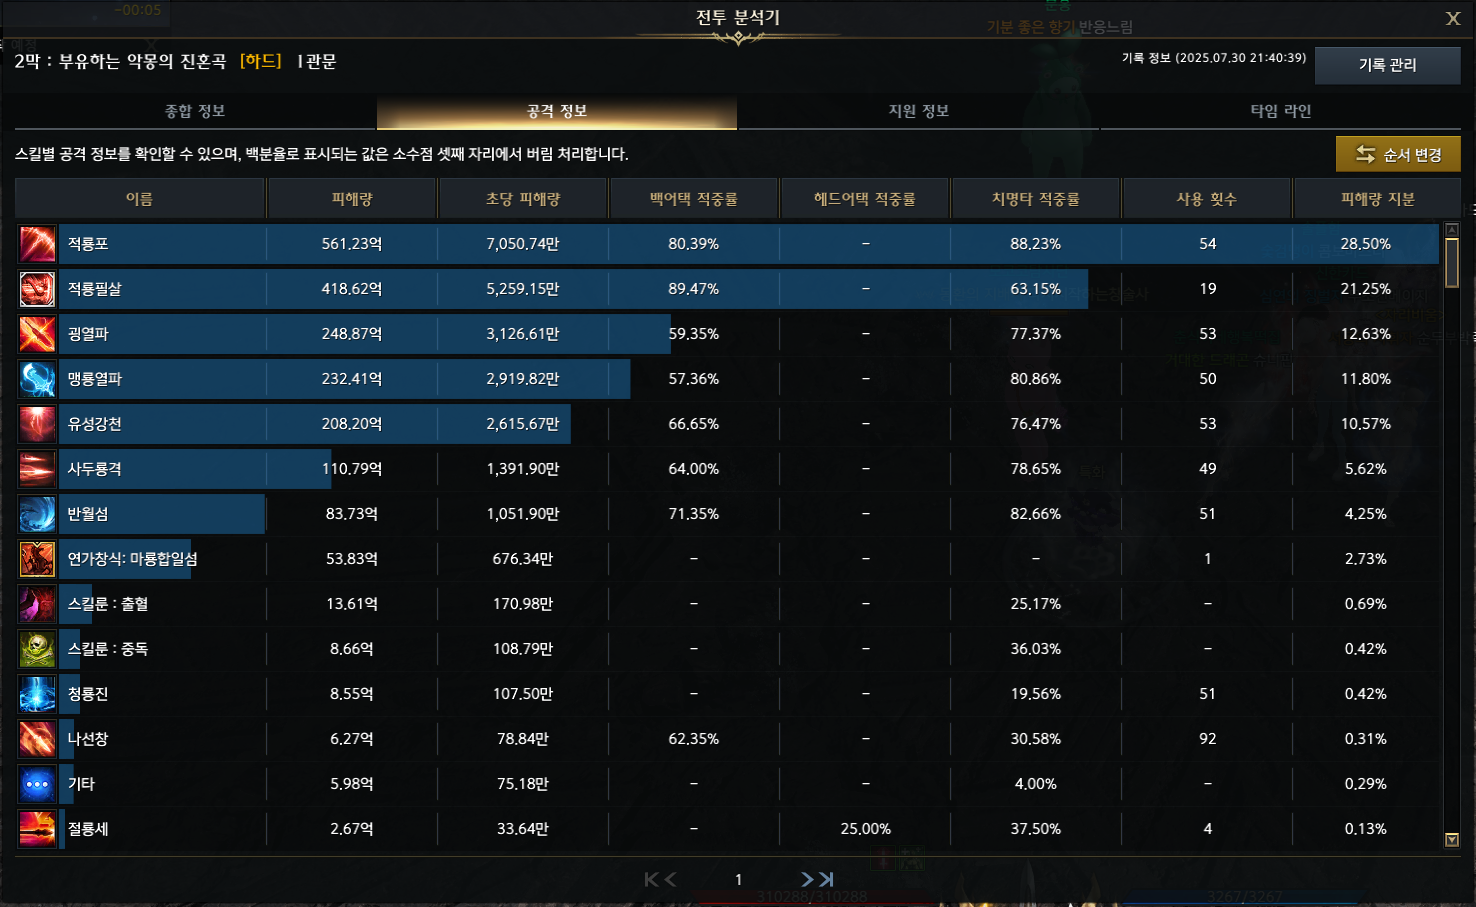 -00:05
전투 분석기
X
기분 좋은 향기 반응느림
2막 : 부유하는 악몽의 진혼곡 [하드] 1관문
기록 정보 (2025.07.30 21:40:39)
기록 관리
종합 정보 공격 정보 지원 정보 타임 라인
스킬별 공격 정보를 확인할 수 있으며, 백분율로 표시되는 값은 소수점 셋째 자리에서 버림 처리합니다.
순서 변경
이름 피해량 초당 피해량 백어택 적중률 헤드어택 적중률 치명타 적중률 사용 횟수 피해량 지분
적룡포 561.23억 7,050.74만 80.39% - 88.23% 54 28.50%
적룡필살 418.62억 5,259.15만 89.47% - 63.15% 19 21.25%
굉열파 248.87억 3,126.61만 59.35% - 77.37% 53 12.63%
맹룡열파 232.41억 2,919.82만 57.36% - 80.86% 50 11.80%
유성강천 208.20억 2,615.67만 66.65% - 76.47% 53 10.57%
사두룡격 110.79억 1,391.90만 64.00% - 78.65% 49 5.62%
반월섬 83.73억 1,051.90만 71.35% - 82.66% 51 4.25%
연가창식: 마룡합일섬 53.83억 676.34만 - - - 1 2.73%
스킬룬 : 출혈 13.61억 170.98만 - - 25.17% - 0.69%
스킬룬 : 중독 8.66억 108.79만 - - 36.03% - 0.42%
청룡진 8.55억 107.50만 - - 19.56% 51 0.42%
나선창 6.27억 78.84만 62.35% - 30.58% 92 0.31%
기타 5.98억 75.18만 - - 4.00% - 0.29%
절룡세 2.67억 33.64만 - 25.00% 37.50% 4 0.13%
1
310288/310288
3267/3267